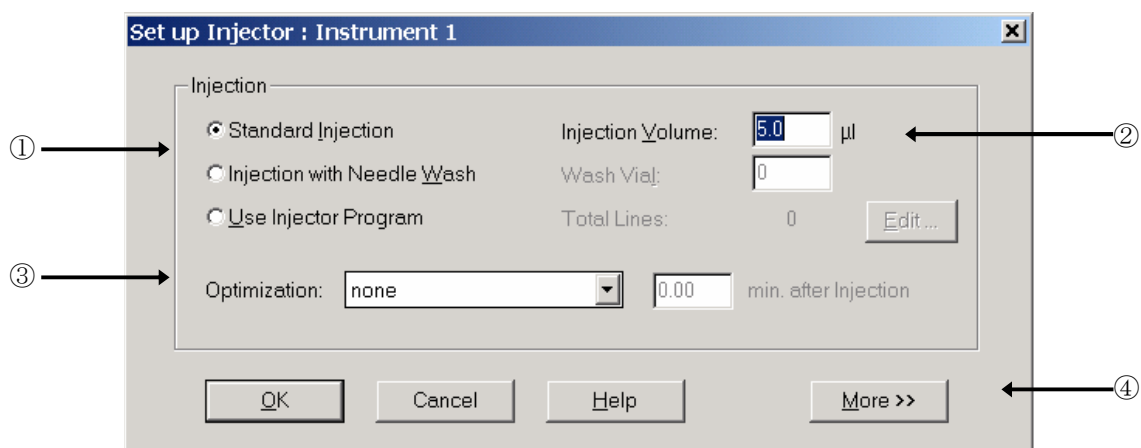 Set up Injector : Instrument 1
Injection
① Standard Injection Injection Volume: 5.0 µl ②
Injection with Needle Wash Wash Vial: 0
Use Injector Program Total Lines: 0 Edit ...
③ Optimization: none 0.00 min. after Injection
OK Cancel Help More >> ④